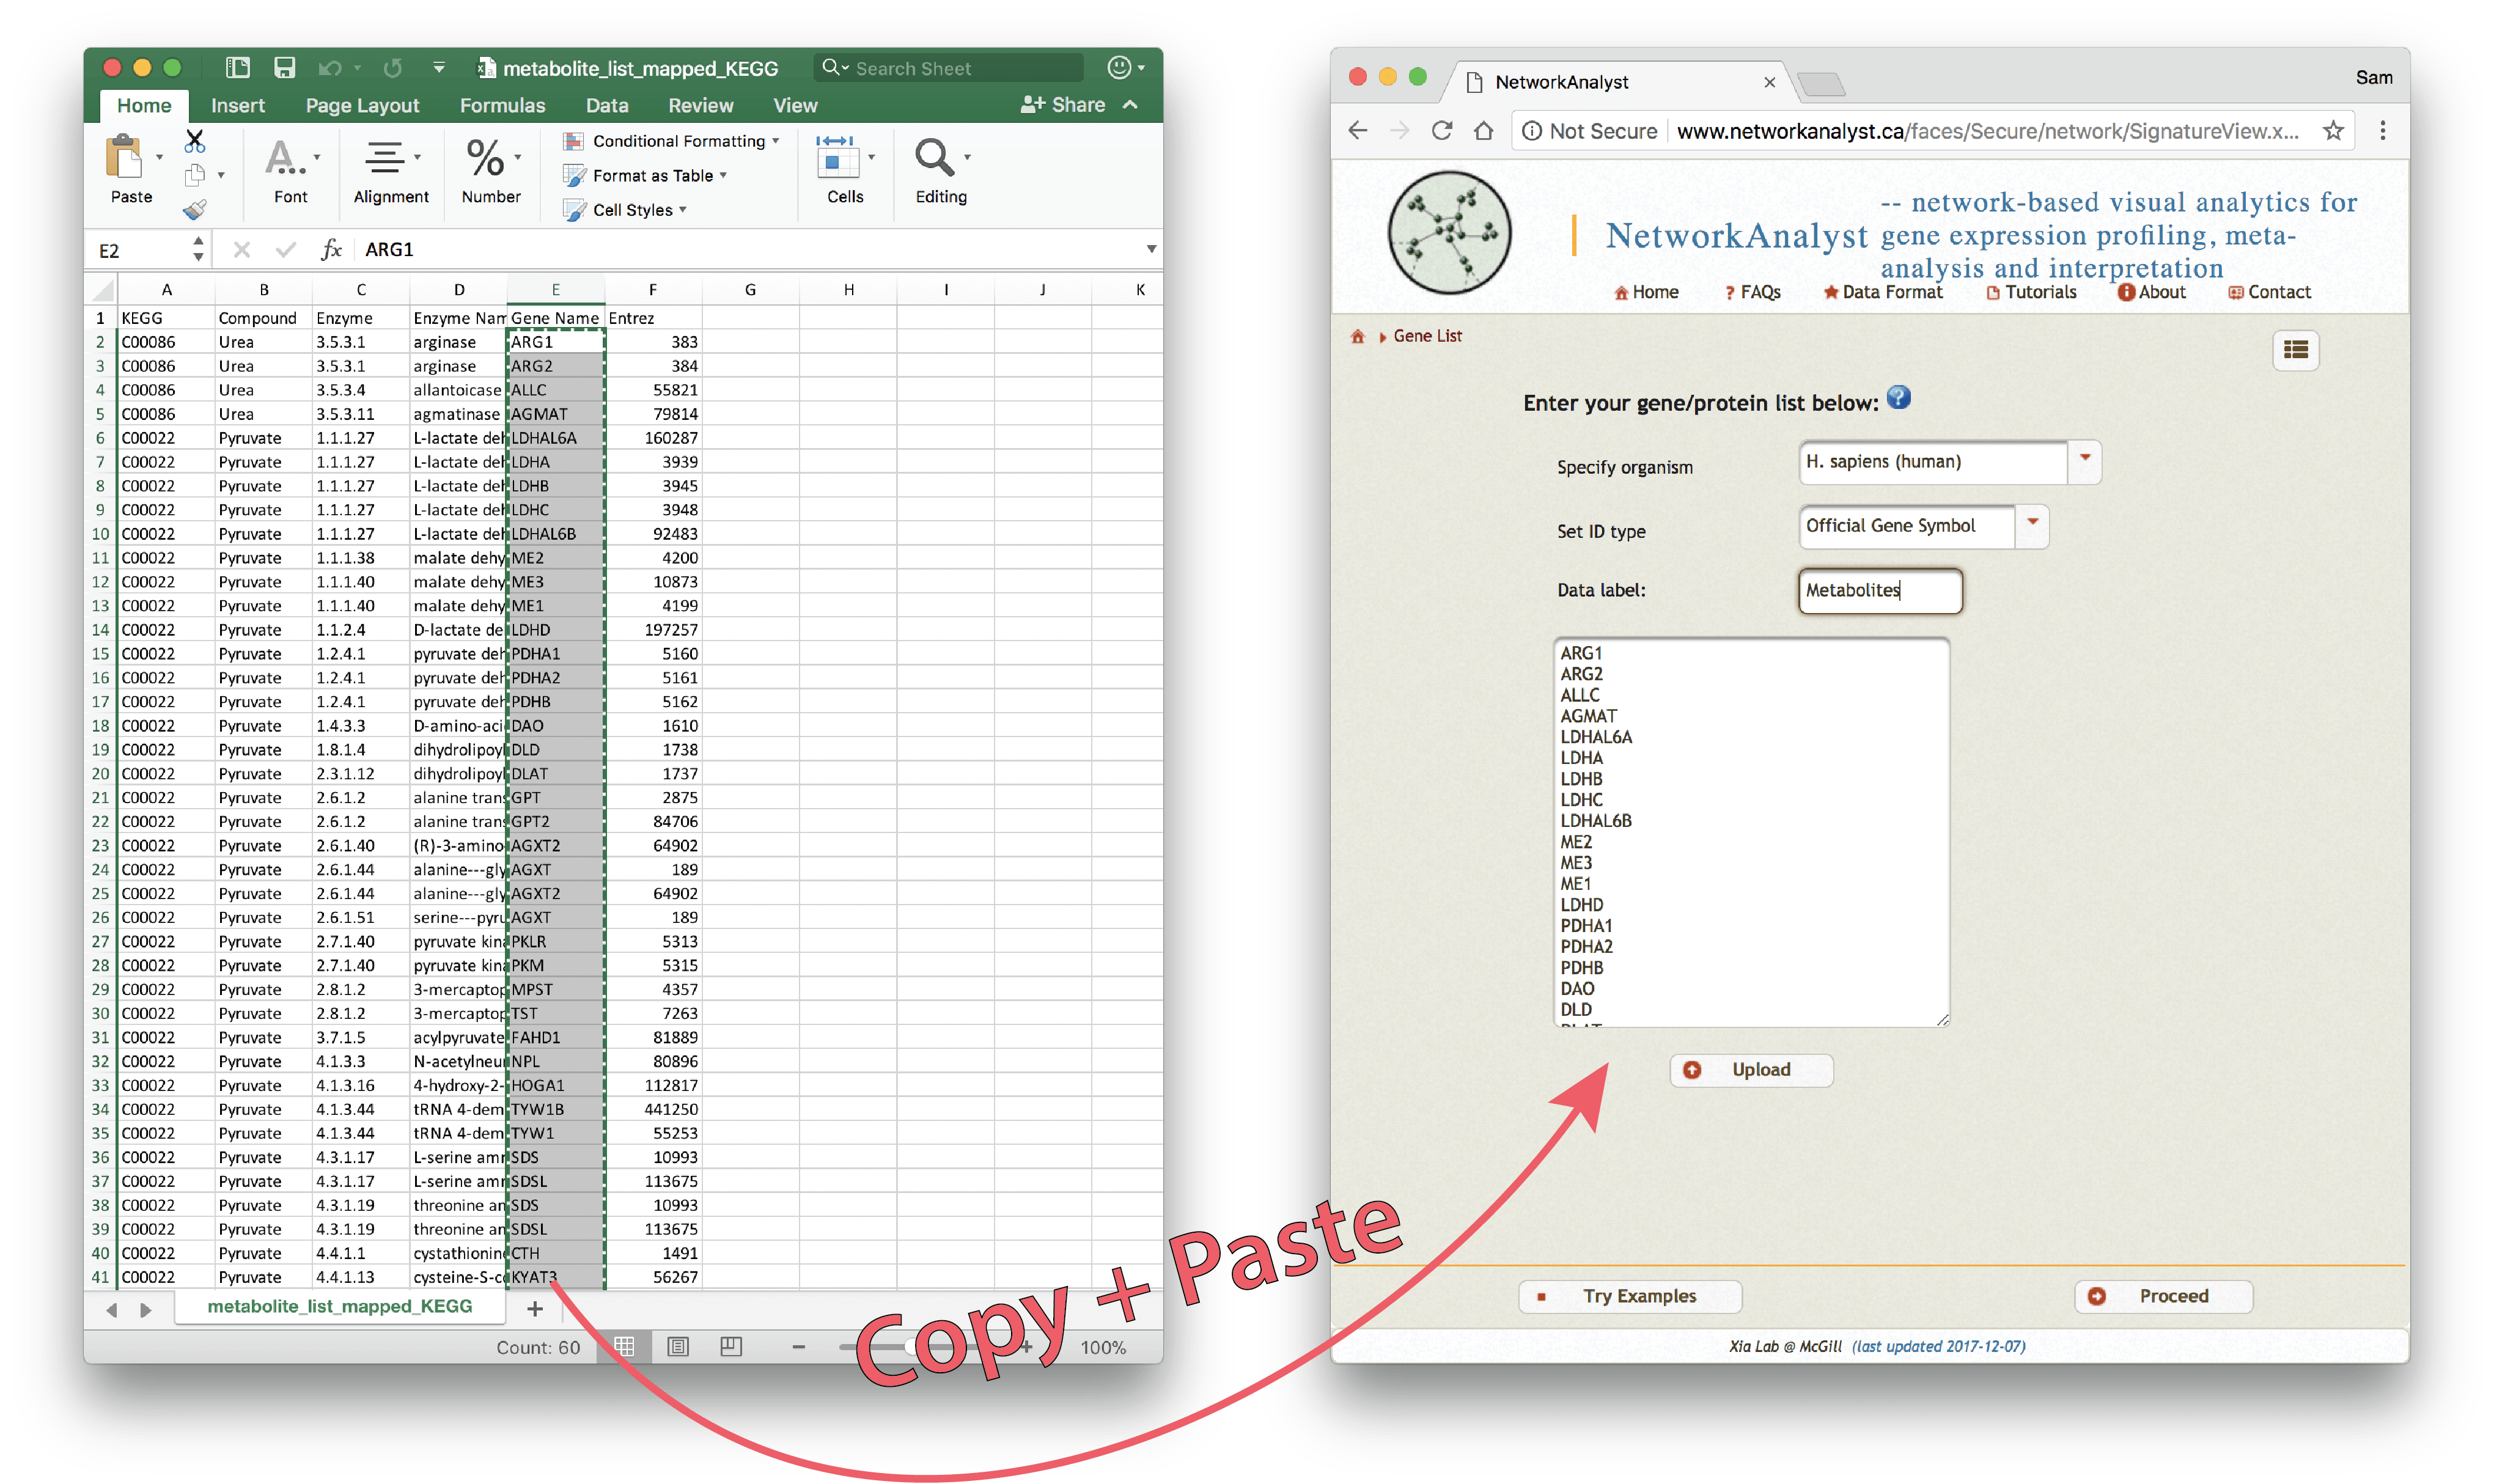 metabolite_list_mapped_KEGG
Search Sheet
Home Insert Page Layout Formulas Data Review View Share
Paste Font Alignment Number Conditional Formatting Format as Table Cell Styles Cells Editing
E2 fx ARG1
A B C D E F G H I J K
1 KEGG Compound Enzyme Enzyme Nam Gene Name Entrez
2 C00086 Urea 3.5.3.1 arginase ARG1 383
3 C00086 Urea 3.5.3.1 arginase ARG2 384
4 C00086 Urea 3.5.3.4 allantoicase ALLC 55821
5 C00086 Urea 3.5.3.11 agmatinase AGMAT 79814
6 C00022 Pyruvate 1.1.1.27 L-lactate deh LDHAL6A 160287
7 C00022 Pyruvate 1.1.1.27 L-lactate deh LDHA 3939
8 C00022 Pyruvate 1.1.1.27 L-lactate deh LDHB 3945
9 C00022 Pyruvate 1.1.1.27 L-lactate deh LDHC 3948
10 C00022 Pyruvate 1.1.1.27 L-lactate deh LDHAL6B 92483
11 C00022 Pyruvate 1.1.1.38 malate dehy ME2 4200
12 C00022 Pyruvate 1.1.1.40 malate dehy ME3 10873
13 C00022 Pyruvate 1.1.1.40 malate dehy ME1 4199
14 C00022 Pyruvate 1.1.2.4 D-lactate de LDHD 197257
15 C00022 Pyruvate 1.2.4.1 pyruvate deh PDHA1 5160
16 C00022 Pyruvate 1.2.4.1 pyruvate deh PDHA2 5161
17 C00022 Pyruvate 1.2.4.1 pyruvate deh PDHB 5162
18 C00022 Pyruvate 1.4.3.3 D-amino-aci DAO 1610
19 C00022 Pyruvate 1.8.1.4 dihydrolipoyl DLD 1738
20 C00022 Pyruvate 2.3.1.12 dihydrolipoyl DLAT 1737
21 C00022 Pyruvate 2.6.1.2 alanine trans GPT 2875
22 C00022 Pyruvate 2.6.1.2 alanine trans GPT2 84706
23 C00022 Pyruvate 2.6.1.40 (R)-3-amino AGXT2 64902
24 C00022 Pyruvate 2.6.1.44 alanine---gly AGXT 189
25 C00022 Pyruvate 2.6.1.44 alanine---gly AGXT2 64902
26 C00022 Pyruvate 2.6.1.51 serine---pyru AGXT 189
27 C00022 Pyruvate 2.7.1.40 pyruvate kina PKLR 5313
28 C00022 Pyruvate 2.7.1.40 pyruvate kina PKM 5315
29 C00022 Pyruvate 2.8.1.2 3-mercaptop MPST 4357
30 C00022 Pyruvate 2.8.1.2 3-mercaptop TST 7263
31 C00022 Pyruvate 3.7.1.5 acylpyruvate FAHD1 81889
32 C00022 Pyruvate 4.1.3.3 N-acetylneur NPL 80896
33 C00022 Pyruvate 4.1.3.16 4-hydroxy-2- HOGA1 112817
34 C00022 Pyruvate 4.1.3.44 tRNA 4-dem TYW1B 441250
35 C00022 Pyruvate 4.1.3.44 tRNA 4-dem TYW1 55253
36 C00022 Pyruvate 4.3.1.17 L-serine amm SDS 10993
37 C00022 Pyruvate 4.3.1.17 L-serine amm SDSL 113675
38 C00022 Pyruvate 4.3.1.19 threonine an SDS 10993
39 C00022 Pyruvate 4.3.1.19 threonine an SDSL 113675
40 C00022 Pyruvate 4.4.1.1 cystathionine CTH 1491
41 C00022 Pyruvate 4.4.1.13 cysteine-S-co KYAT3 56267
metabolite_list_mapped_KEGG +
Count: 60 100%
Copy + Paste
NetworkAnalyst
Sam
Not Secure www.networkanalyst.ca/faces/Secure/network/SignatureView.x...
NetworkAnalyst
-- network-based visual analytics for
gene expression profiling, meta-
analysis and interpretation
Home ? FAQs Data Format Tutorials About Contact
Gene List
Enter your gene/protein list below: ?
Specify organism H. sapiens (human)
Set ID type Official Gene Symbol
Data label: Metabolites
ARG1
ARG2
ALLC
AGMAT
LDHAL6A
LDHA
LDHB
LDHC
LDHAL6B
ME2
ME3
ME1
LDHD
PDHA1
PDHA2
PDHB
DAO
DLD
DLAT
Upload
Try Examples Proceed
Xia Lab @ McGill (last updated 2017-12-07)